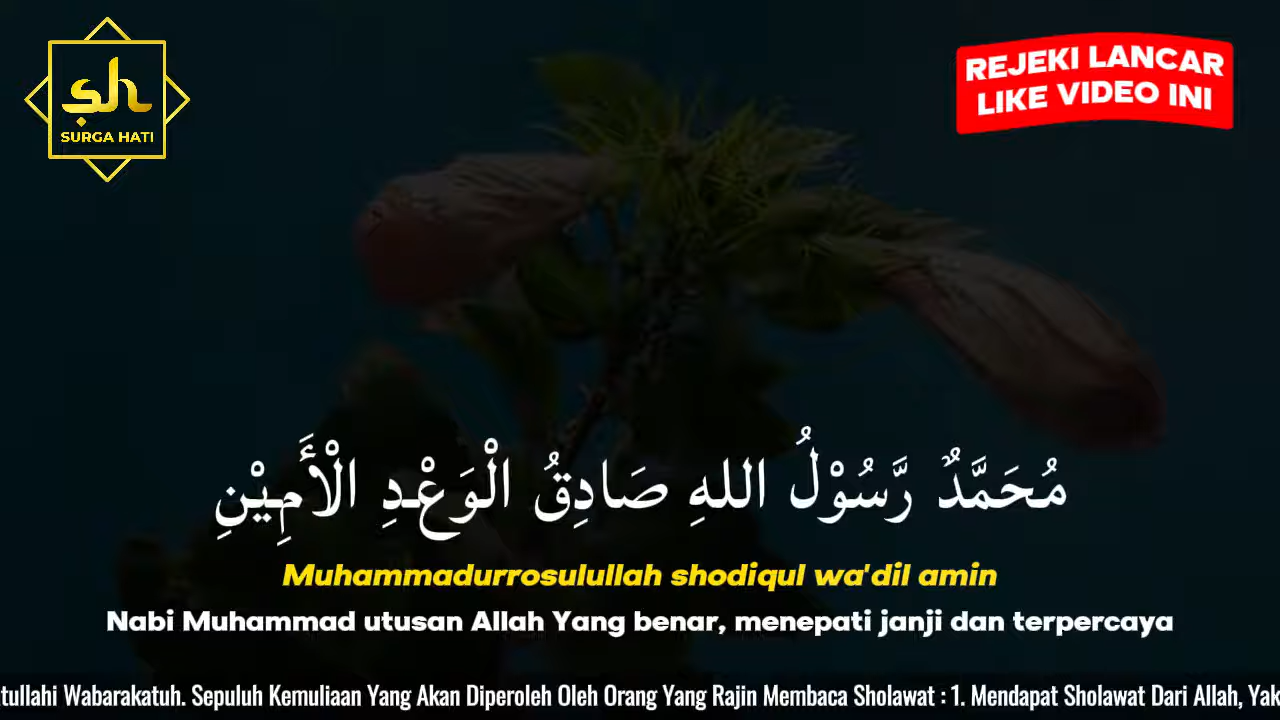 sh
SURGA HATI
REJEKI LANCAR
LIKE VIDEO INI
مُحَمَّدٌ رَّسُوْلُ اللهِ صَادِقُ الْوَعْدِ الْأَمِيْنِ
Muhammadurrosulullah shodiqul wa'dil amin
Nabi Muhammad utusan Allah Yang benar, menepati janji dan terpercaya
tullahi Wabarakatuh. Sepuluh Kemuliaan Yang Akan Diperoleh Oleh Orang Yang Rajin Membaca Sholawat : 1. Mendapat Sholawat Dari Allah, Yak